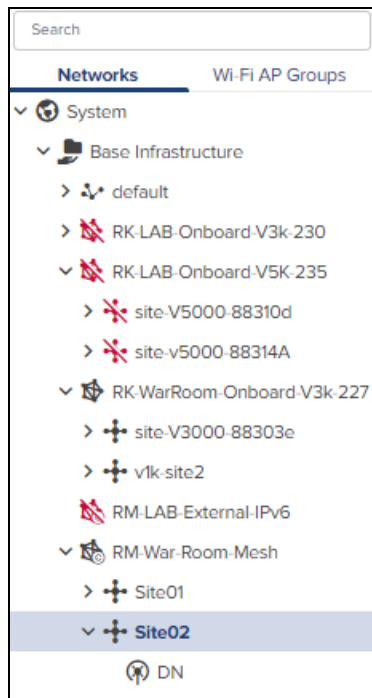 Search
Networks Wi-Fi AP Groups
System
Base Infrastructure
default
RK-LAB-Onboard-V3k-230
RK-LAB-Onboard-V5K-235
site-V5000-88310d
site-v5000-88314A
RK-WarRoom-Onboard-V3k-227
site-V3000-88303e
v1k-site2
RM-LAB-External-IPv6
RM-War-Room-Mesh
Site01
Site02
DN